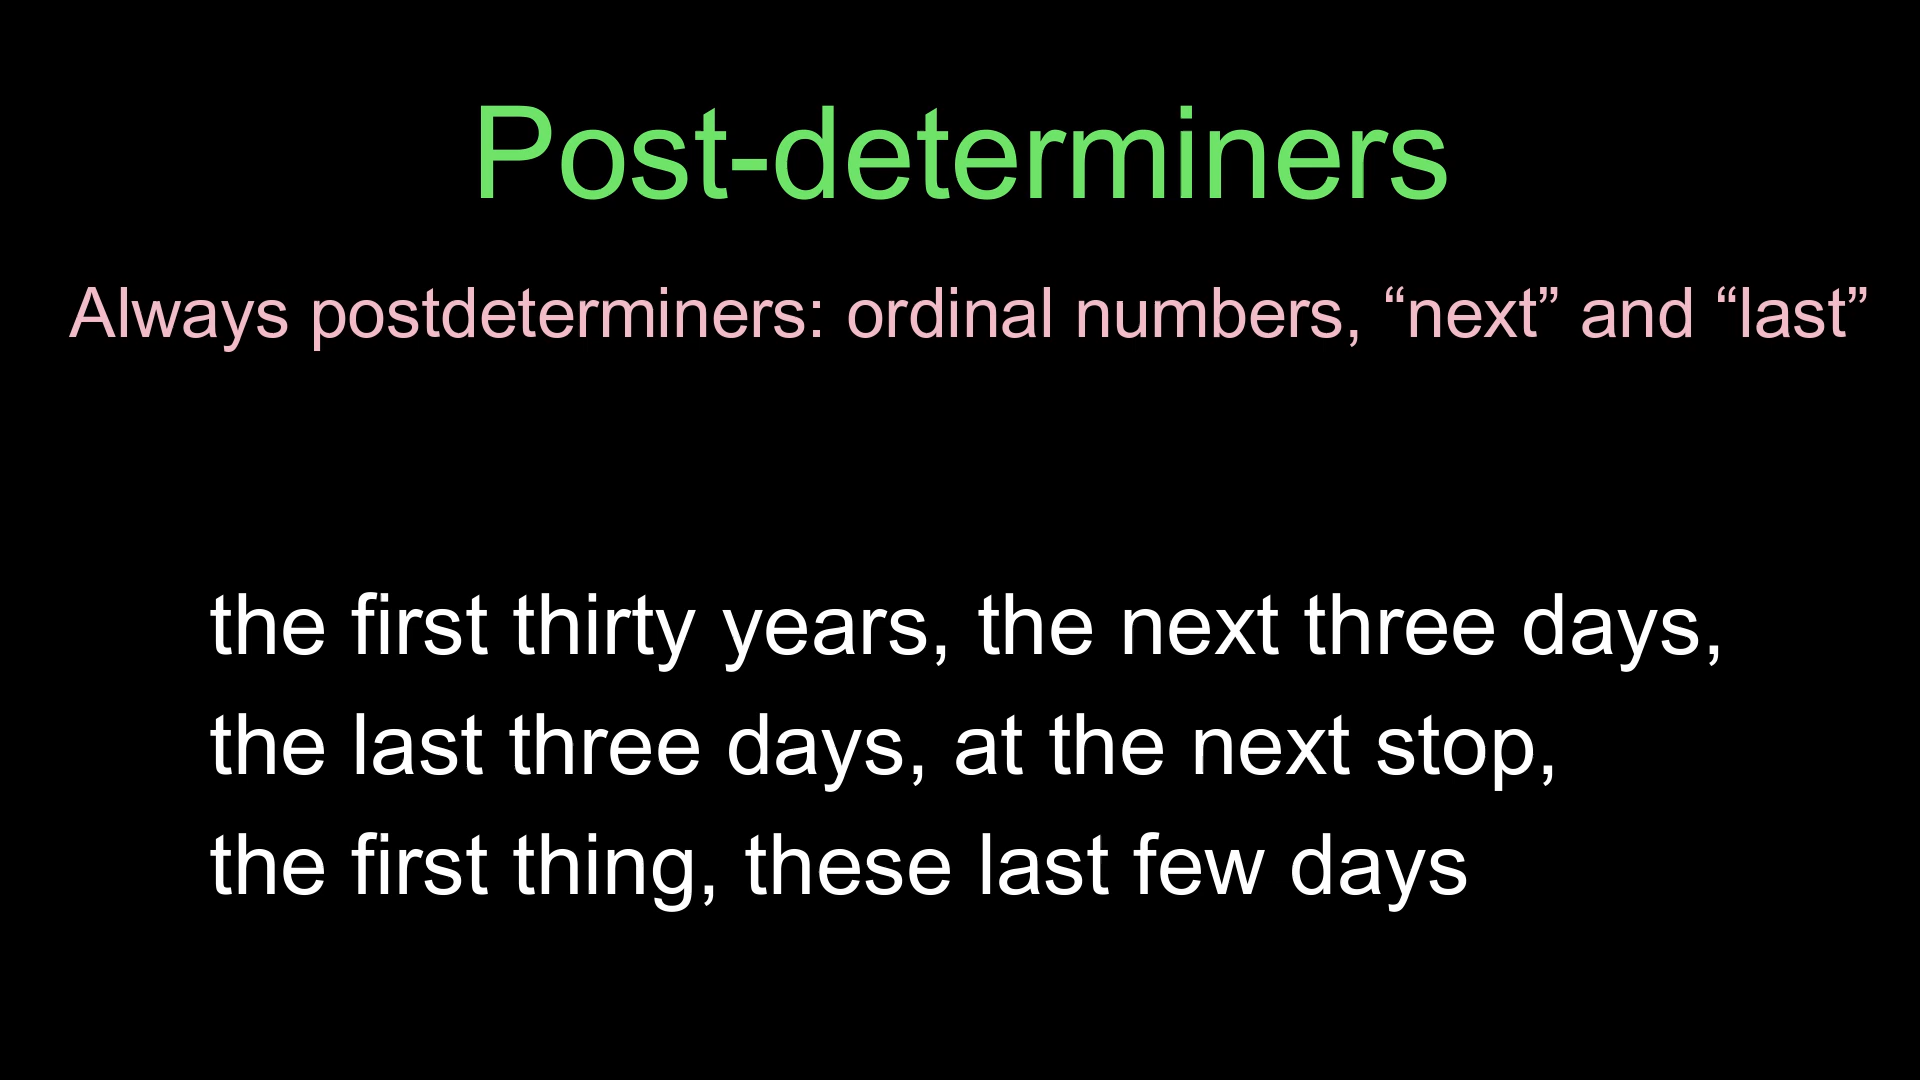 Post-determiners
Always postdeterminers: ordinal numbers, “next” and “last”
the first thirty years, the next three days,
the last three days, at the next stop,
the first thing, these last few days